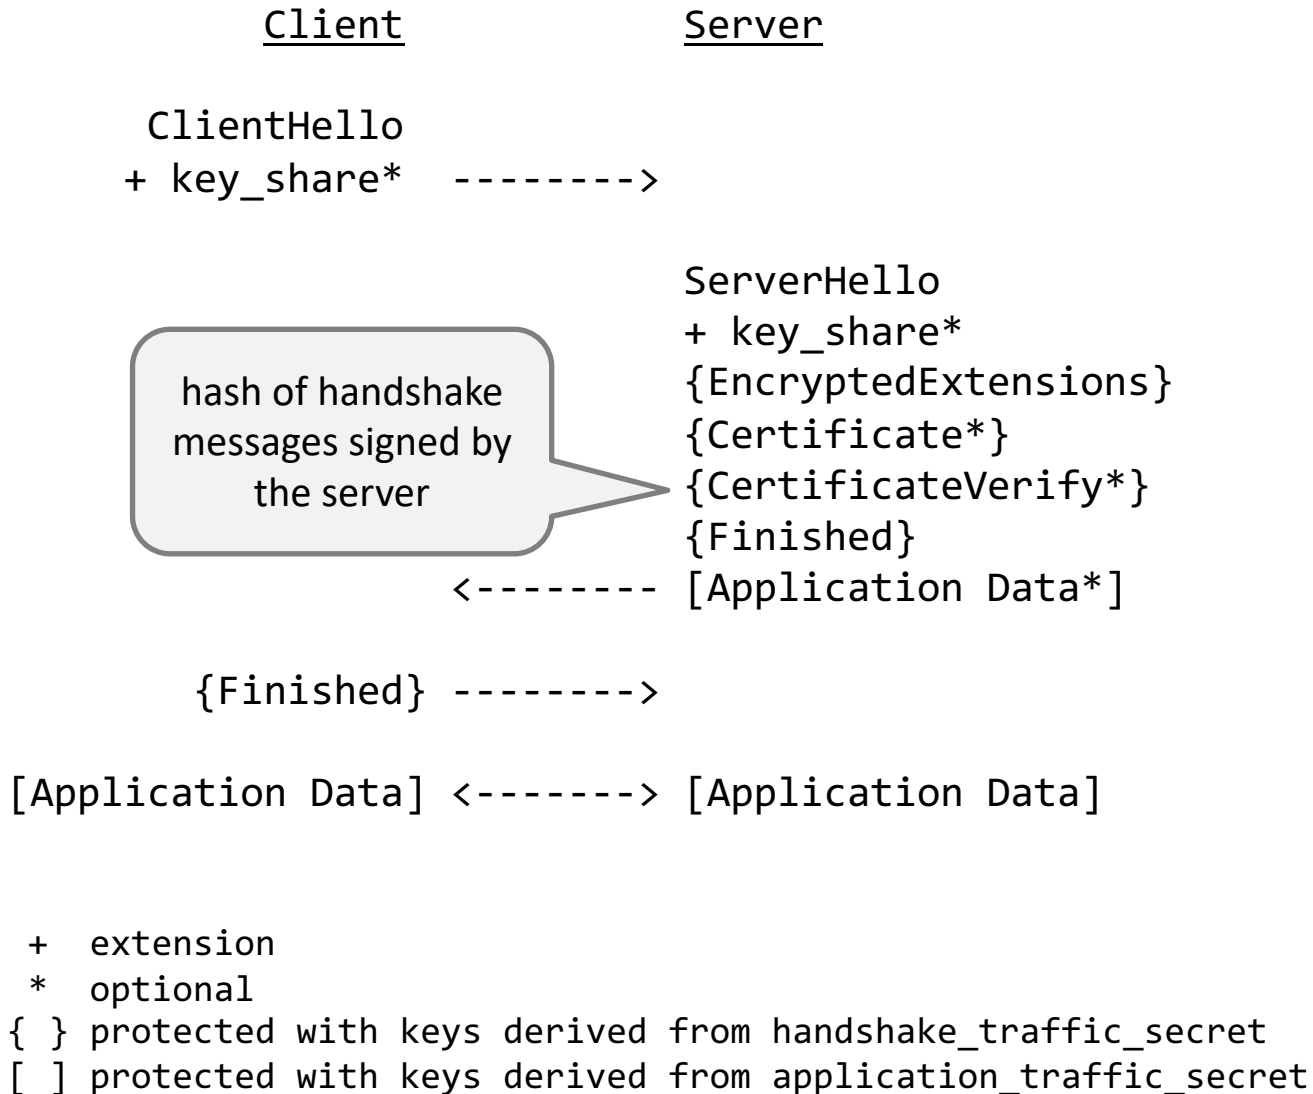 Client Server
ClientHello
+ key_share* -------->
ServerHello
+ key_share*
{EncryptedExtensions}
{Certificate*}
{CertificateVerify*}
{Finished}
<-------- [Application Data*]
hash of handshake
messages signed by
the server
{Finished} -------->
[Application Data] <-------> [Application Data]
+ extension
* optional
{ } protected with keys derived from handshake_traffic_secret
[ ] protected with keys derived from application_traffic_secret